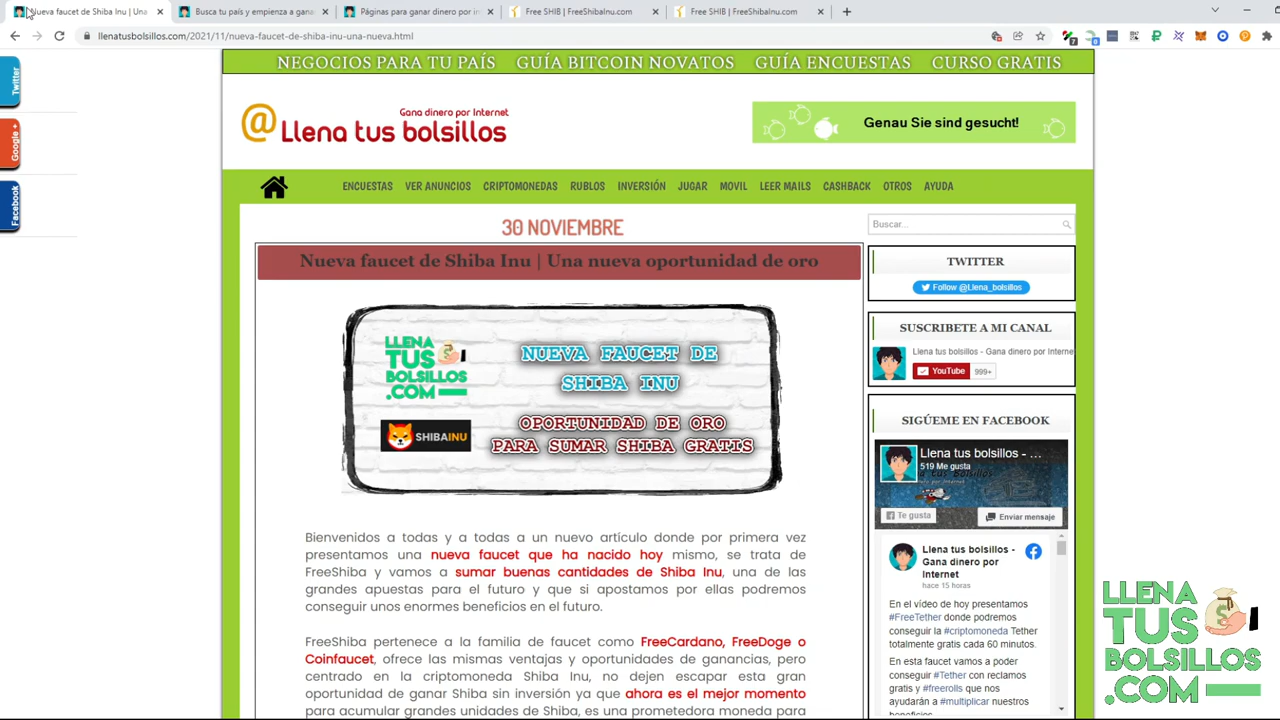 Nueva faucet de Shiba Inu | Una
Busca tu país y empieza a gana
Páginas para ganar dinero por in
Free SHIB | FreeShibaInu.com
Free SHIB | FreeShibaInu.com
llenatusbolsillos.com/2021/11/nueva-faucet-de-shiba-inu-una-nueva.html
NEGOCIOS PARA TU PAÍS GUÍA BITCOIN NOVATOS GUÍA ENCUESTAS CURSO GRATIS
Twitter
Google +
Facebook
Gana dinero por Internet
@Llena tus bolsillos
Genau Sie sind gesucht!
ENCUESTAS VER ANUNCIOS CRIPTOMONEDAS RUBLOS INVERSIÓN JUGAR MOVIL LEER MAILS CASHBACK OTROS AYUDA
30 NOVIEMBRE
Nueva faucet de Shiba Inu | Una nueva oportunidad de oro
LLENA
TUS
BOLSILLOS
.COM
NUEVA FAUCET DE
SHIBA INU
SHIBAINU
OPORTUNIDAD DE ORO
PARA SUMAR SHIBA GRATIS
Bienvenidos a todas y a todas a un nuevo artículo donde por primera vez
presentamos una nueva faucet que ha nacido hoy mismo, se trata de
FreeShiba y vamos a sumar buenas cantidades de Shiba Inu, una de las
grandes apuestas para el futuro y que si apostamos por ellas podremos
conseguir unos enormes beneficios en el futuro.
FreeShiba pertenece a la familia de faucet como FreeCardano, FreeDoge o
Coinfaucet, ofrece las mismas ventajas y oportunidades de ganancias, pero
centrado en la criptomoneda Shiba Inu, no dejen escapar esta gran
oportunidad de ganar Shiba sin inversión ya que ahora es el mejor momento
para acumular grandes unidades de Shiba, es una prometedora moneda para
Buscar...
TWITTER
Follow @Llena_bolsillos
SUSCRIBETE A MI CANAL
Llena tus bolsillos - Gana dinero por Interne
YouTube 999+
SIGÚEME EN FACEBOOK
Llena tus bolsillos - ...
519 Me gusta
Te gusta
Enviar mensaje
Llena tus bolsillos -
Gana dinero por
Internet
hace 15 horas
En el vídeo de hoy presentamos
#FreeTether donde podremos
conseguir la #criptomoneda Tether
totalmente gratis cada 60 minutos.
En esta faucet vamos a poder
conseguir #Tether con reclamos
gratis y #freerolls que nos
ayudarán a #multiplicar nuestros
beneficios.
LLENA
TUS
BOLSILLOS
.COM